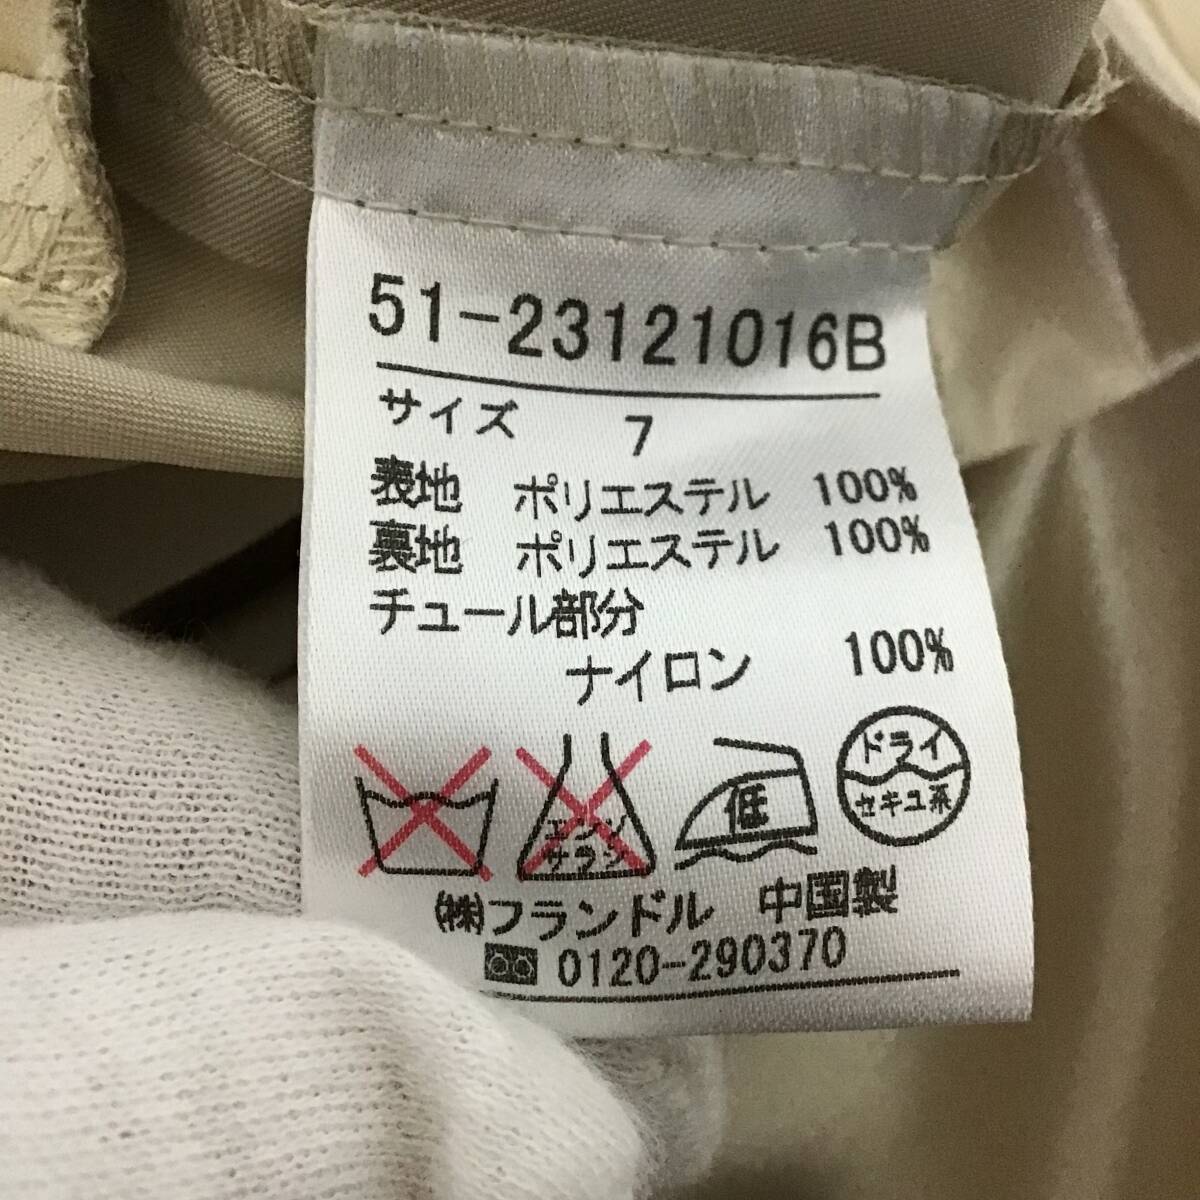 51-23121016B
サイズ 7
表地 ポリエステル 100%
裏地 ポリエステル 100%
チュール部分
ナイロン 100%
エンソ
サラシ
低
ドライ
セキユ系
㈱フランドル 中国製
0120-290370